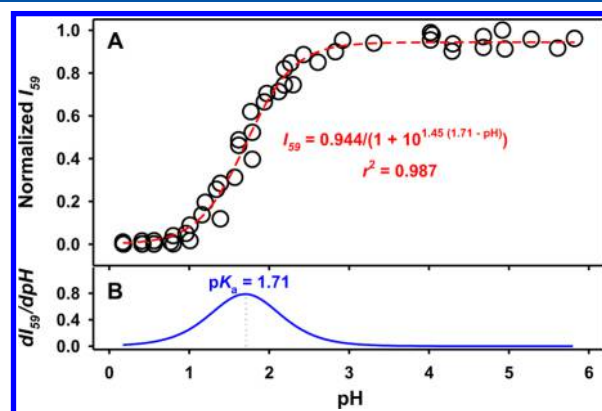 A
1.0
0.8
0.6
0.4
0.2
0.0
Normalized I₅₉
I₅₉ = 0.944/(1 + 10^1.45 (1.71 - pH))
r² = 0.987
B
pKₐ = 1.71
0.8
0.4
0.0
dI₅₉/dpH
0 1 2 3 4 5 6
pH